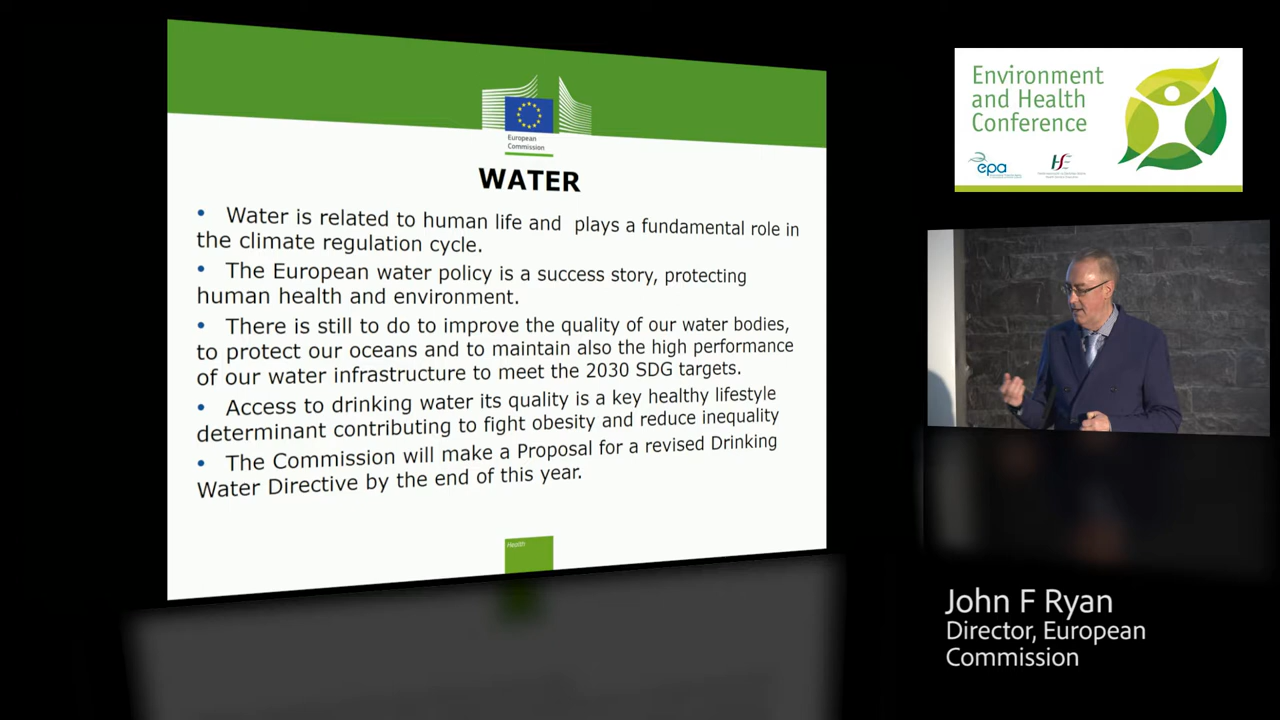 European
Commission
WATER
• Water is related to human life and plays a fundamental role in
the climate regulation cycle.
• The European water policy is a success story, protecting
human health and environment.
• There is still to do to improve the quality of our water bodies,
to protect our oceans and to maintain also the high performance
of our water infrastructure to meet the 2030 SDG targets.
• Access to drinking water its quality is a key healthy lifestyle
determinant contributing to fight obesity and reduce inequality
• The Commission will make a Proposal for a revised Drinking
Water Directive by the end of this year.
Health
Environment
and Health
Conference
epa
John F Ryan
Director, European
Commission